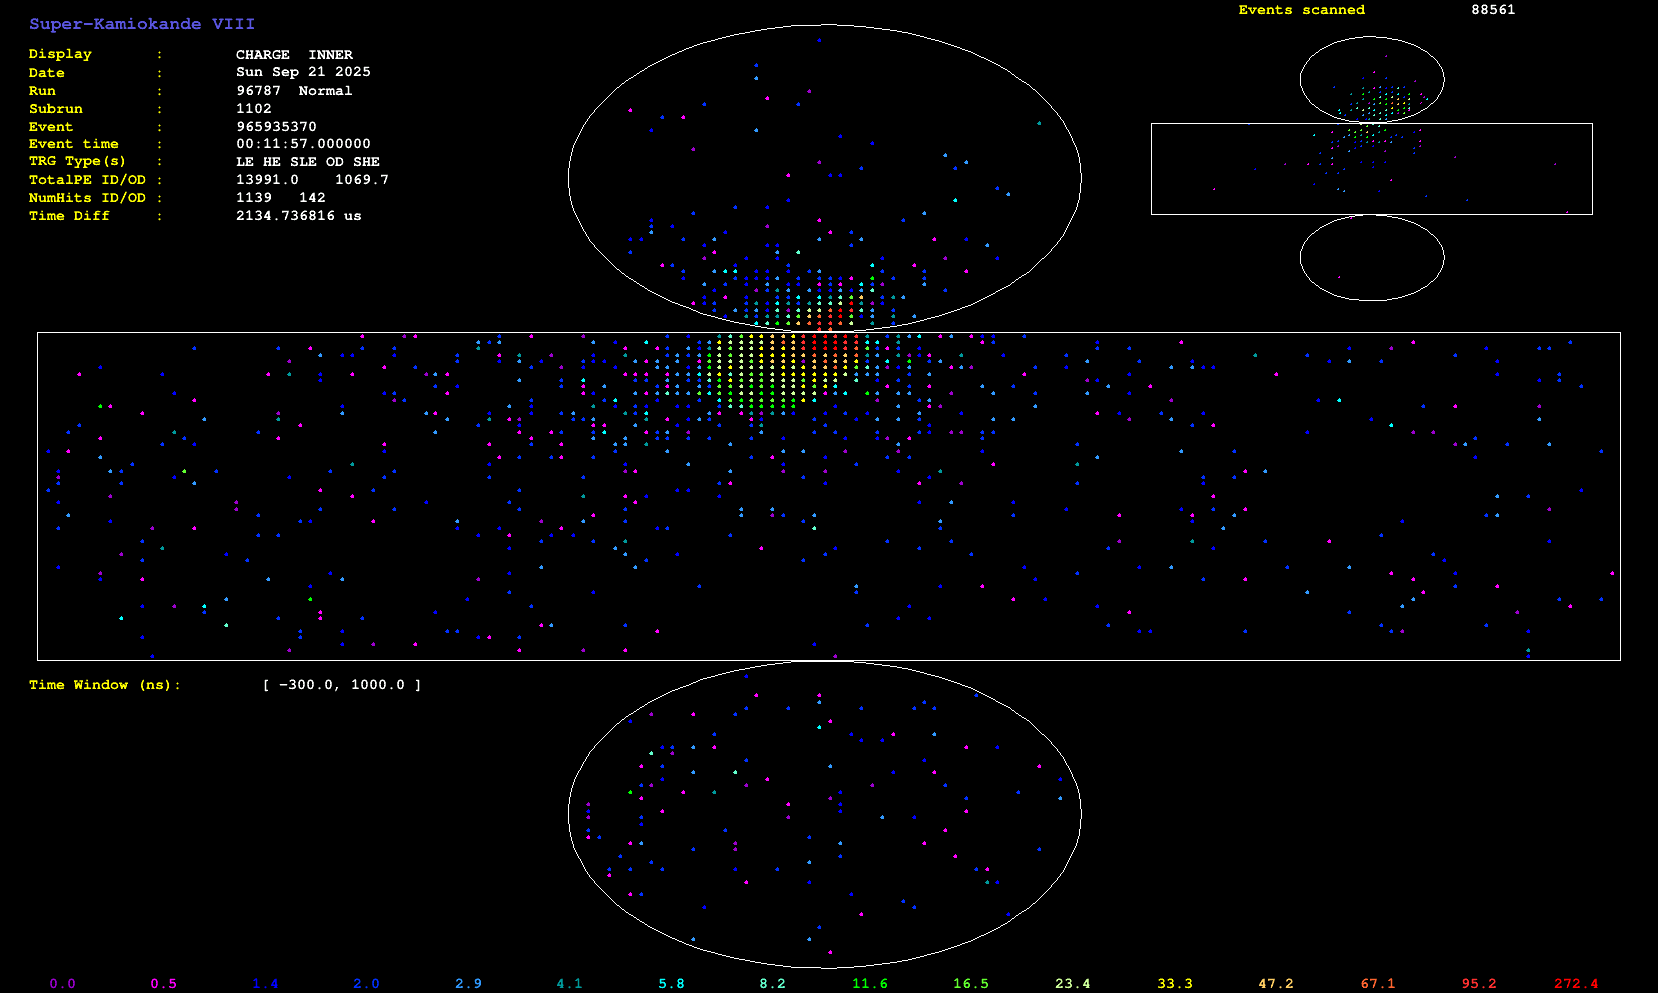 Super-Kamiokande VIII
Display : CHARGE INNER
Date : Sun Sep 21 2025
Run : 96787 Normal
Subrun : 1102
Event : 965935370
Event time : 00:11:57.000000
TRG Type(s) : LE HE SLE OD SHE
TotalPE ID/OD : 13991.0 1069.7
NumHits ID/OD : 1139 142
Time Diff : 2134.736816 us
Events scanned 88561
Time Window (ns): [ -300.0, 1000.0 ]
0.0 0.5 1.4 2.0 2.9 4.1 5.8 8.2 11.6 16.5 23.4 33.3 47.2 67.1 95.2 272.4